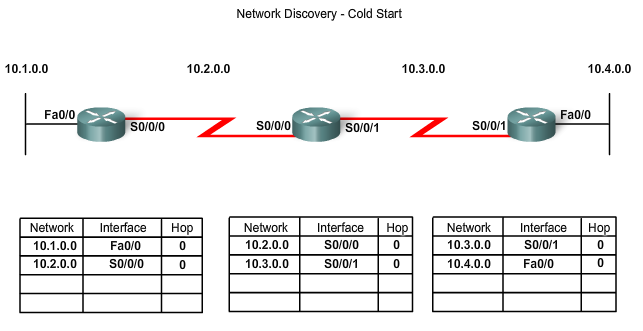 Network Discovery - Cold Start
10.1.0.0 10.2.0.0 10.3.0.0 10.4.0.0
Fa0/0 S0/0/0 S0/0/0 S0/0/1 S0/0/1 Fa0/0
Network Interface Hop
10.1.0.0 Fa0/0 0
10.2.0.0 S0/0/0 0
Network Interface Hop
10.2.0.0 S0/0/0 0
10.3.0.0 S0/0/1 0
Network Interface Hop
10.3.0.0 S0/0/1 0
10.4.0.0 Fa0/0 0